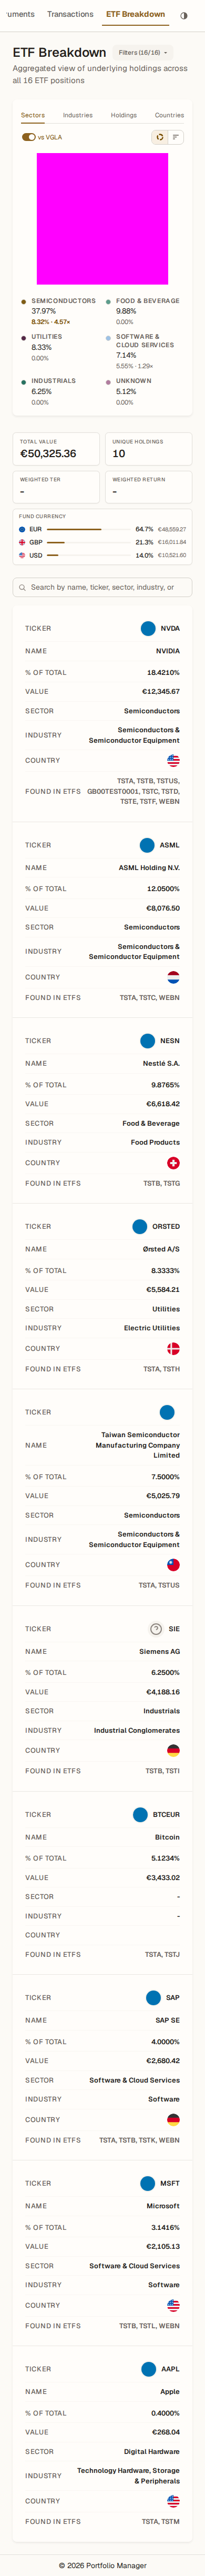 uments Transactions ETF Breakdown
ETF Breakdown Filters (16/16)
Aggregated view of underlying holdings across
all 16 ETF positions
Sectors Industries Holdings Countries
vs VGLA
SEMICONDUCTORS
37.97%
8.32% · 4.57×
FOOD & BEVERAGE
9.88%
0.00%
UTILITIES
8.33%
0.00%
SOFTWARE &
CLOUD SERVICES
7.14%
5.55% · 1.29×
INDUSTRIALS
6.25%
0.00%
UNKNOWN
5.12%
0.00%
TOTAL VALUE
€50,325.36
UNIQUE HOLDINGS
10
WEIGHTED TER
-
WEIGHTED RETURN
-
FUND CURRENCY
EUR 64.7% €48,559.27
GBP 21.3% €16,011.84
USD 14.0% €10,521.60
Search by name, ticker, sector, industry, or
TICKER NVDA
NAME NVIDIA
% OF TOTAL 18.4210%
VALUE €12,345.67
SECTOR Semiconductors
INDUSTRY Semiconductors &
Semiconductor Equipment
COUNTRY
FOUND IN ETFS TSTA, TSTB, TSTUS,
GB00TEST0001, TSTC, TSTD,
TSTE, TSTF, WEBN
TICKER ASML
NAME ASML Holding N.V.
% OF TOTAL 12.0500%
VALUE €8,076.50
SECTOR Semiconductors
INDUSTRY Semiconductors &
Semiconductor Equipment
COUNTRY
FOUND IN ETFS TSTA, TSTC, WEBN
TICKER NESN
NAME Nestlé S.A.
% OF TOTAL 9.8765%
VALUE €6,618.42
SECTOR Food & Beverage
INDUSTRY Food Products
COUNTRY
FOUND IN ETFS TSTB, TSTG
TICKER ORSTED
NAME Ørsted A/S
% OF TOTAL 8.3333%
VALUE €5,584.21
SECTOR Utilities
INDUSTRY Electric Utilities
COUNTRY
FOUND IN ETFS TSTA, TSTH
TICKER
NAME Taiwan Semiconductor
Manufacturing Company
Limited
% OF TOTAL 7.5000%
VALUE €5,025.79
SECTOR Semiconductors
INDUSTRY Semiconductors &
Semiconductor Equipment
COUNTRY
FOUND IN ETFS TSTA, TSTUS
TICKER SIE
NAME Siemens AG
% OF TOTAL 6.2500%
VALUE €4,188.16
SECTOR Industrials
INDUSTRY Industrial Conglomerates
COUNTRY
FOUND IN ETFS TSTB, TSTI
TICKER BTCEUR
NAME Bitcoin
% OF TOTAL 5.1234%
VALUE €3,433.02
SECTOR -
INDUSTRY -
COUNTRY
FOUND IN ETFS TSTA, TSTJ
TICKER SAP
NAME SAP SE
% OF TOTAL 4.0000%
VALUE €2,680.42
SECTOR Software & Cloud Services
INDUSTRY Software
COUNTRY
FOUND IN ETFS TSTA, TSTB, TSTK, WEBN
TICKER MSFT
NAME Microsoft
% OF TOTAL 3.1416%
VALUE €2,105.13
SECTOR Software & Cloud Services
INDUSTRY Software
COUNTRY
FOUND IN ETFS TSTB, TSTL, WEBN
TICKER AAPL
NAME Apple
% OF TOTAL 0.4000%
VALUE €268.04
SECTOR Digital Hardware
INDUSTRY Technology Hardware, Storage
& Peripherals
COUNTRY
FOUND IN ETFS TSTA, TSTM
© 2026 Portfolio Manager